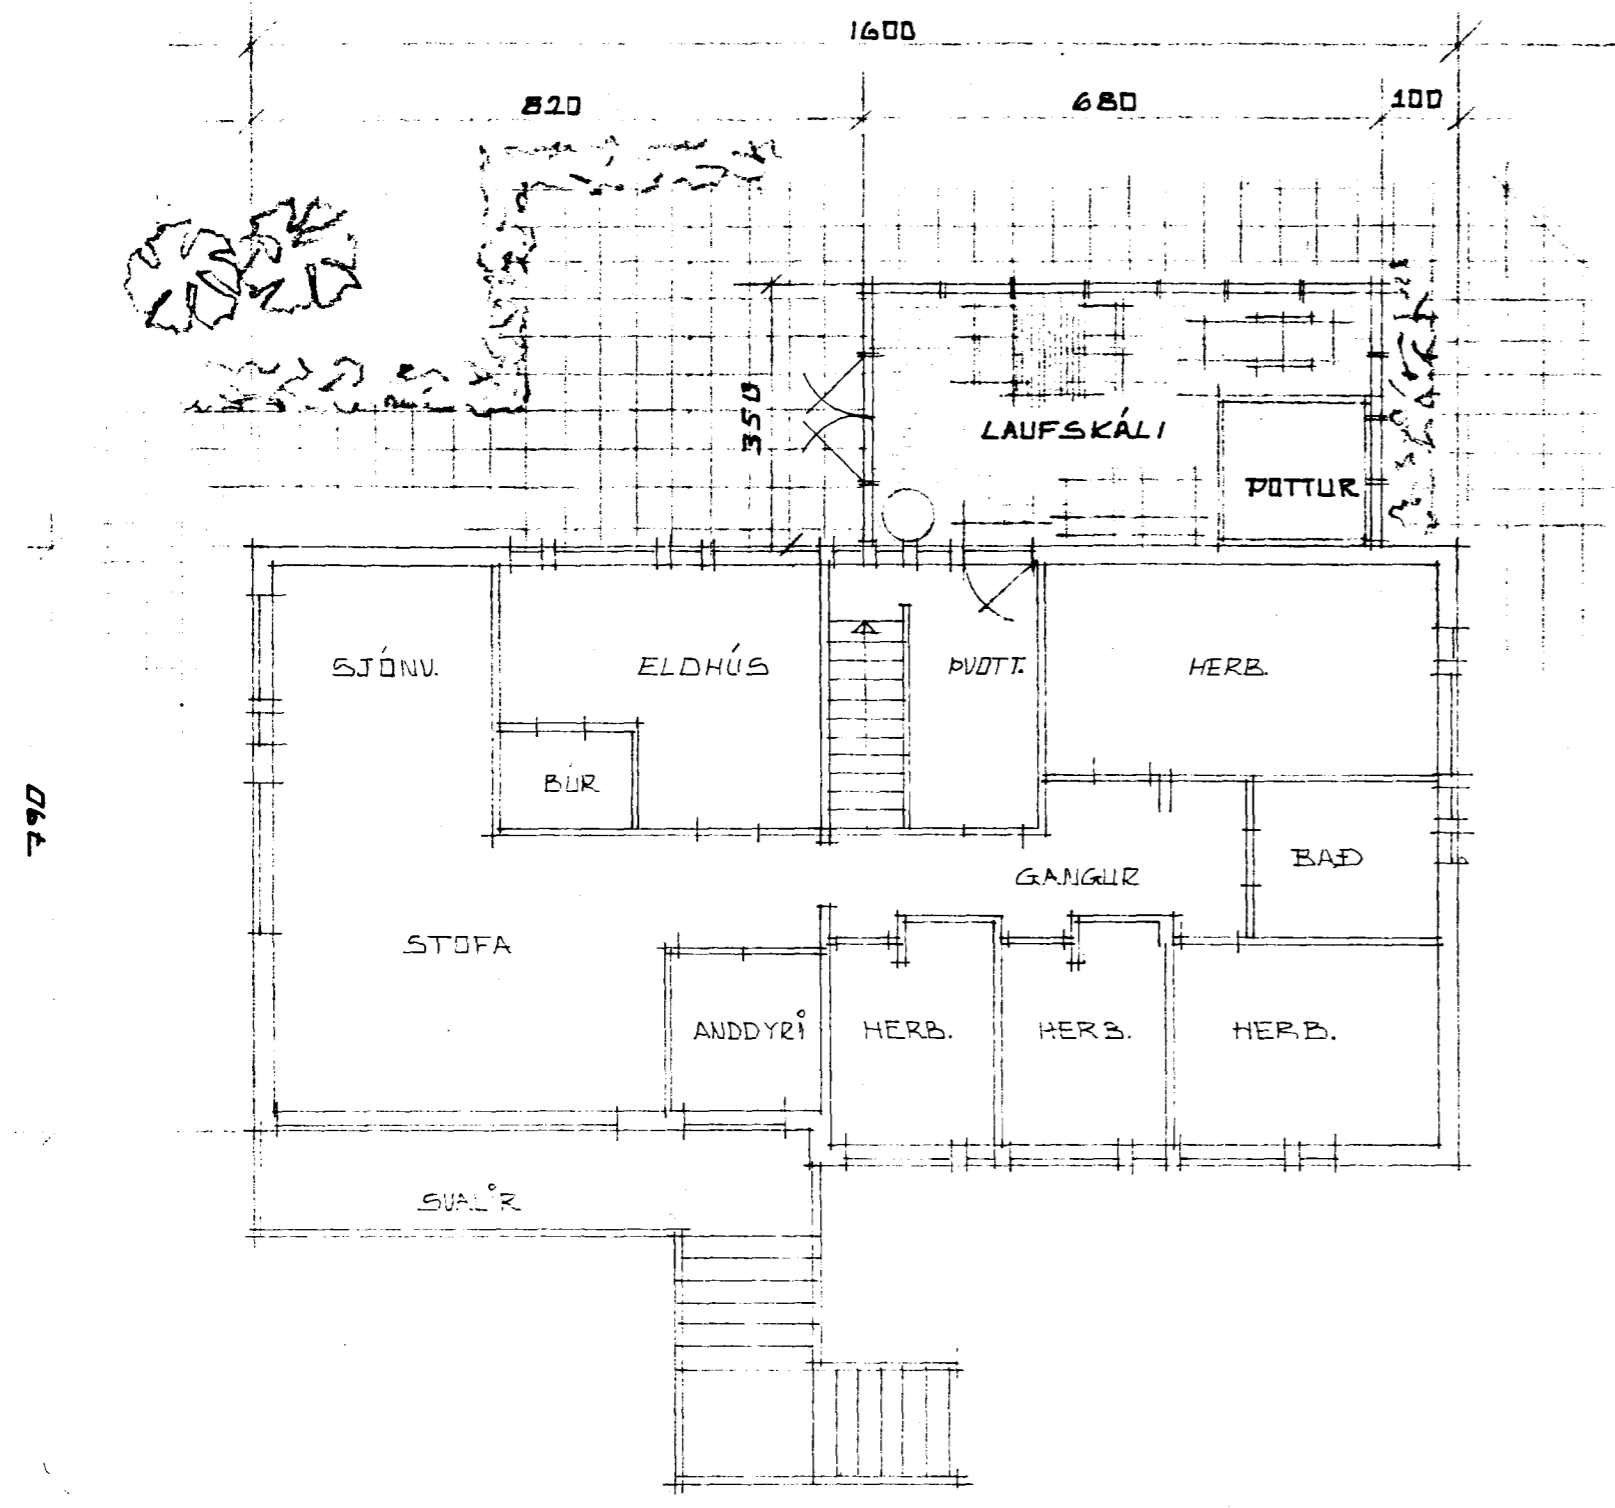 1600
820
680
100
350
LAUFSKÁLI
POTTUR
SJÓNV.
ELDHÚS
ÞVOTT.
HERB.
BÚR
790
BAÐ
GANGUR
STOFA
ANDDYRI
HERB.
HERB.
HERB.
SVALIR